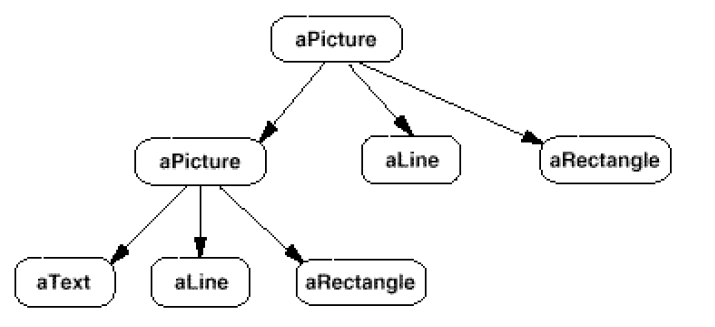 aPicture
aPicture
aLine
aRectangle
aText
aLine
aRectangle